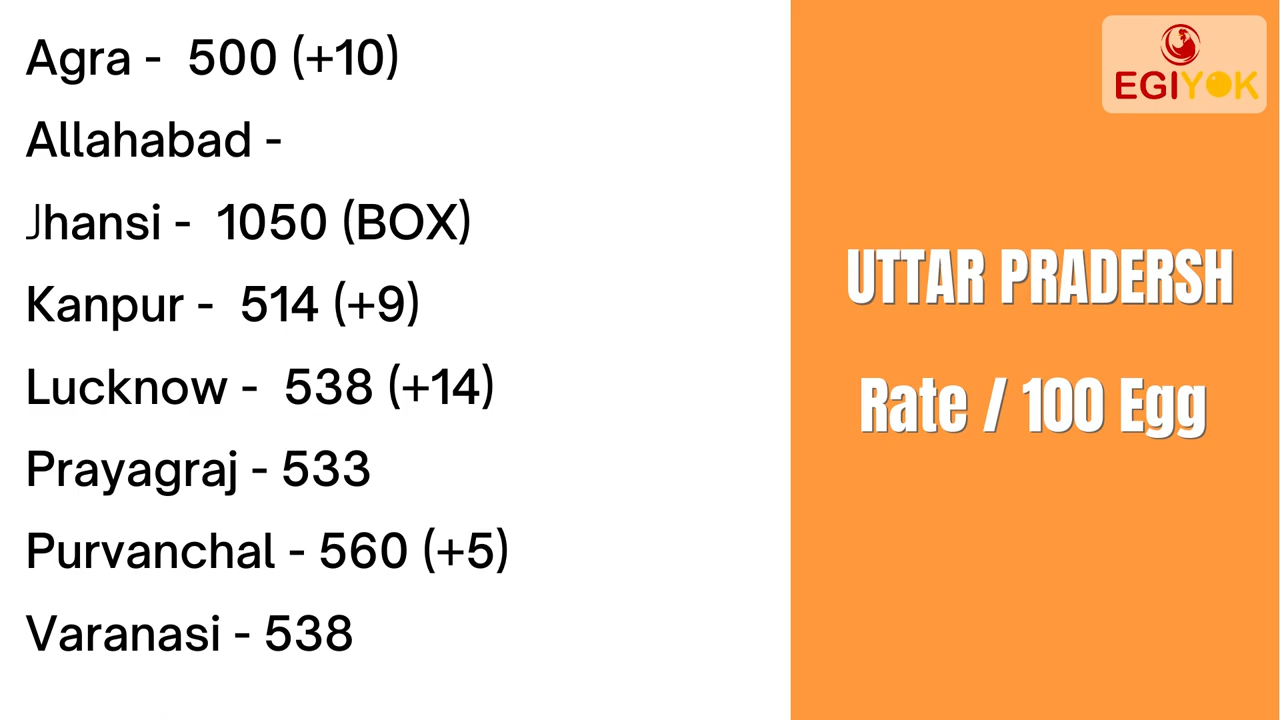 Agra - 500 (+10)
Allahabad -
Jhansi - 1050 (BOX)
Kanpur - 514 (+9)
Lucknow - 538 (+14)
Prayagraj - 533
Purvanchal - 560 (+5)
Varanasi - 538
EGIYOK
UTTAR PRADERSH
Rate / 100 Egg